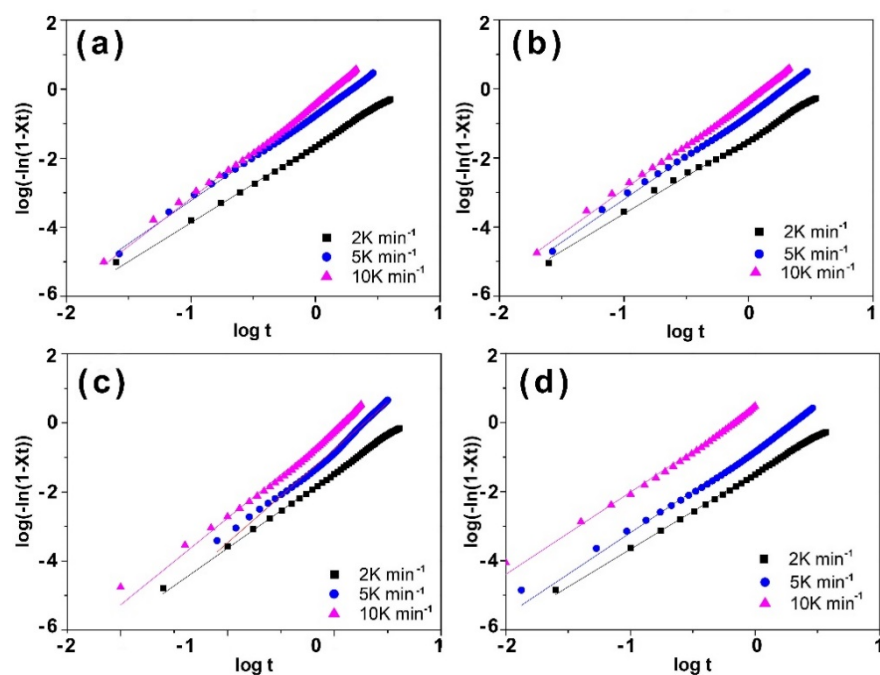 (a)
log(-ln(1-Xt))
2
0
-2
-4
-6
-2
-1
0
1
log t
2K min⁻¹
5K min⁻¹
10K min⁻¹
(b)
log(-ln(1-Xt))
2
0
-2
-4
-6
-2
-1
0
1
log t
2K min⁻¹
5K min⁻¹
10K min⁻¹
(c)
log(-ln(1-Xt))
2
0
-2
-4
-6
-2
-1
0
1
log t
2K min⁻¹
5K min⁻¹
10K min⁻¹
(d)
log(-ln(1-Xt))
2
0
-2
-4
-6
-2
-1
0
1
log t
2K min⁻¹
5K min⁻¹
10K min⁻¹